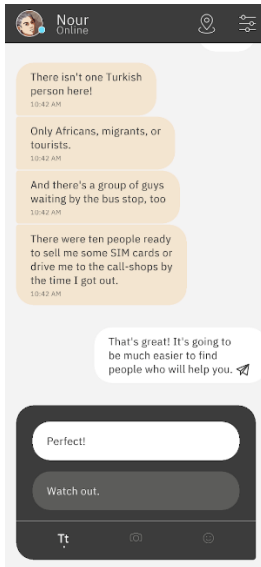 Nour
Online
There isn't one Turkish
person here!
10:42 AM
Only Africans, migrants, or
tourists.
10:42 AM
And there's a group of guys
waiting by the bus stop, too
10:42 AM
There were ten people ready
to sell me some SIM cards or
drive me to the call-shops by
the time I got out.
10:42 AM
That's great! It's going to
be much easier to find
people who will help you.
Perfect!
Watch out.
Tt